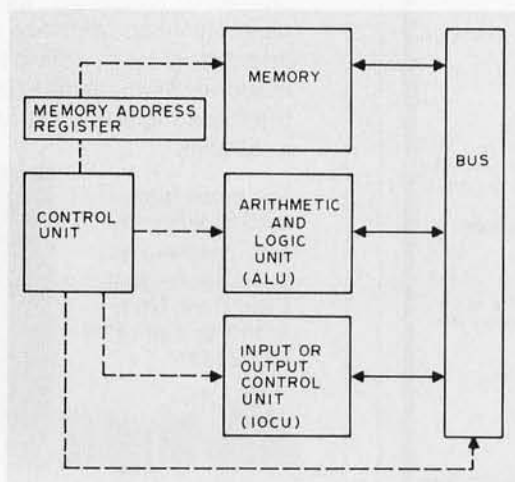 MEMORY
MEMORY ADDRESS
REGISTER
BUS
CONTROL
UNIT
ARITHMETIC
AND
LOGIC
UNIT
(ALU)
INPUT OR
OUTPUT
CONTROL
UNIT
(IOCU)